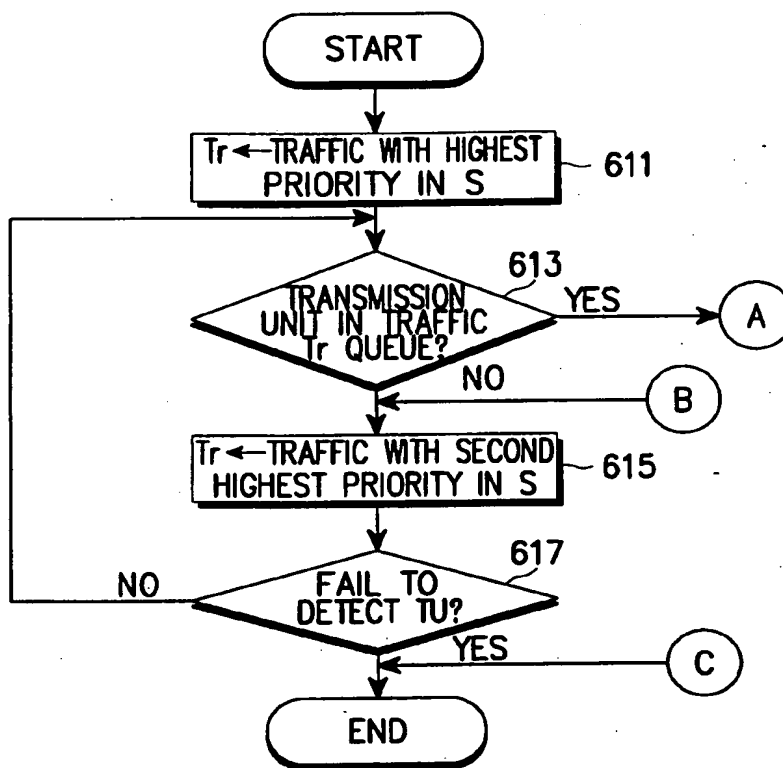 START
Tr ← TRAFFIC WITH HIGHEST
PRIORITY IN S
611
613
TRANSMISSION
UNIT IN TRAFFIC
Tr QUEUE?
YES
A
NO
B
Tr ← TRAFFIC WITH SECOND
HIGHEST PRIORITY IN S
615
617
NO
FAIL TO
DETECT TU?
YES
C
END